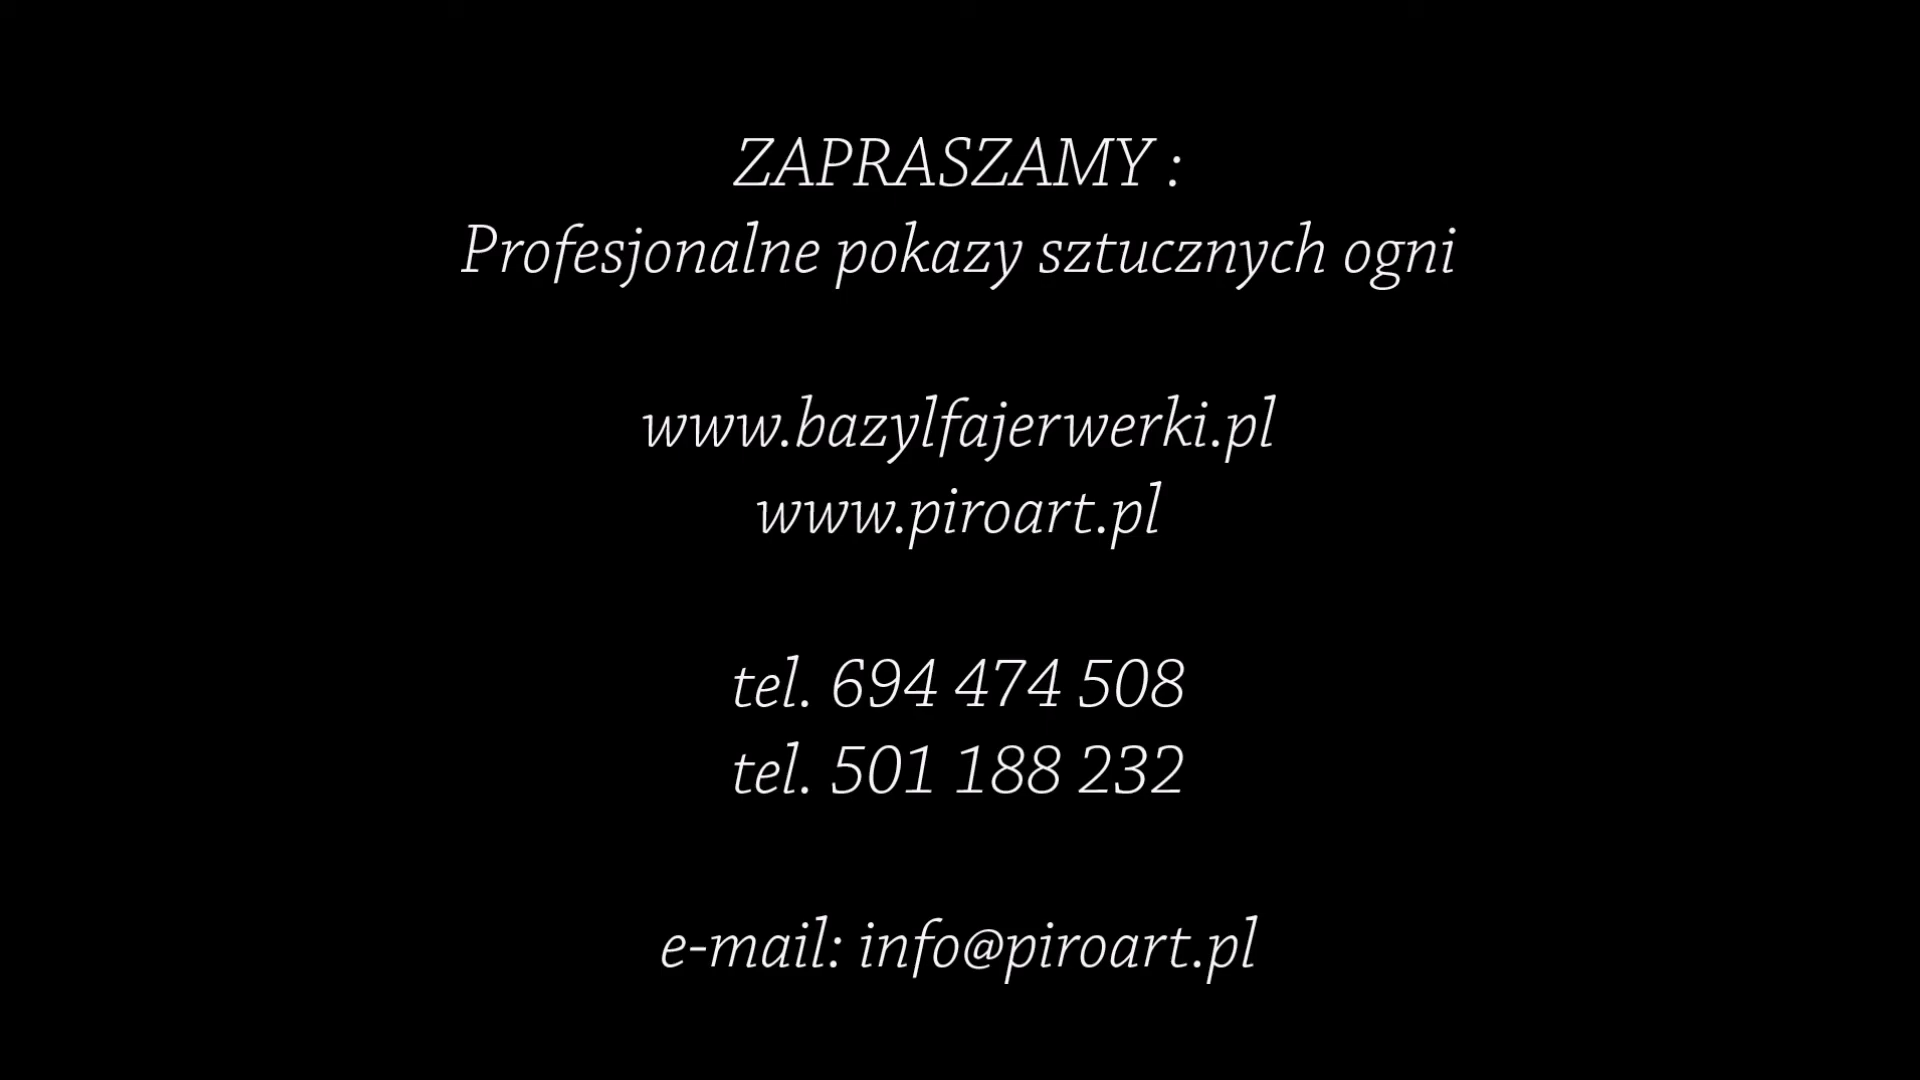 ZAPRASZAMY :
Profesjonalne pokazy sztucznych ogni
www.bazylfajerwerki.pl
www.piroart.pl
tel. 694 474 508
tel. 501 188 232
e-mail: info@piroart.pl